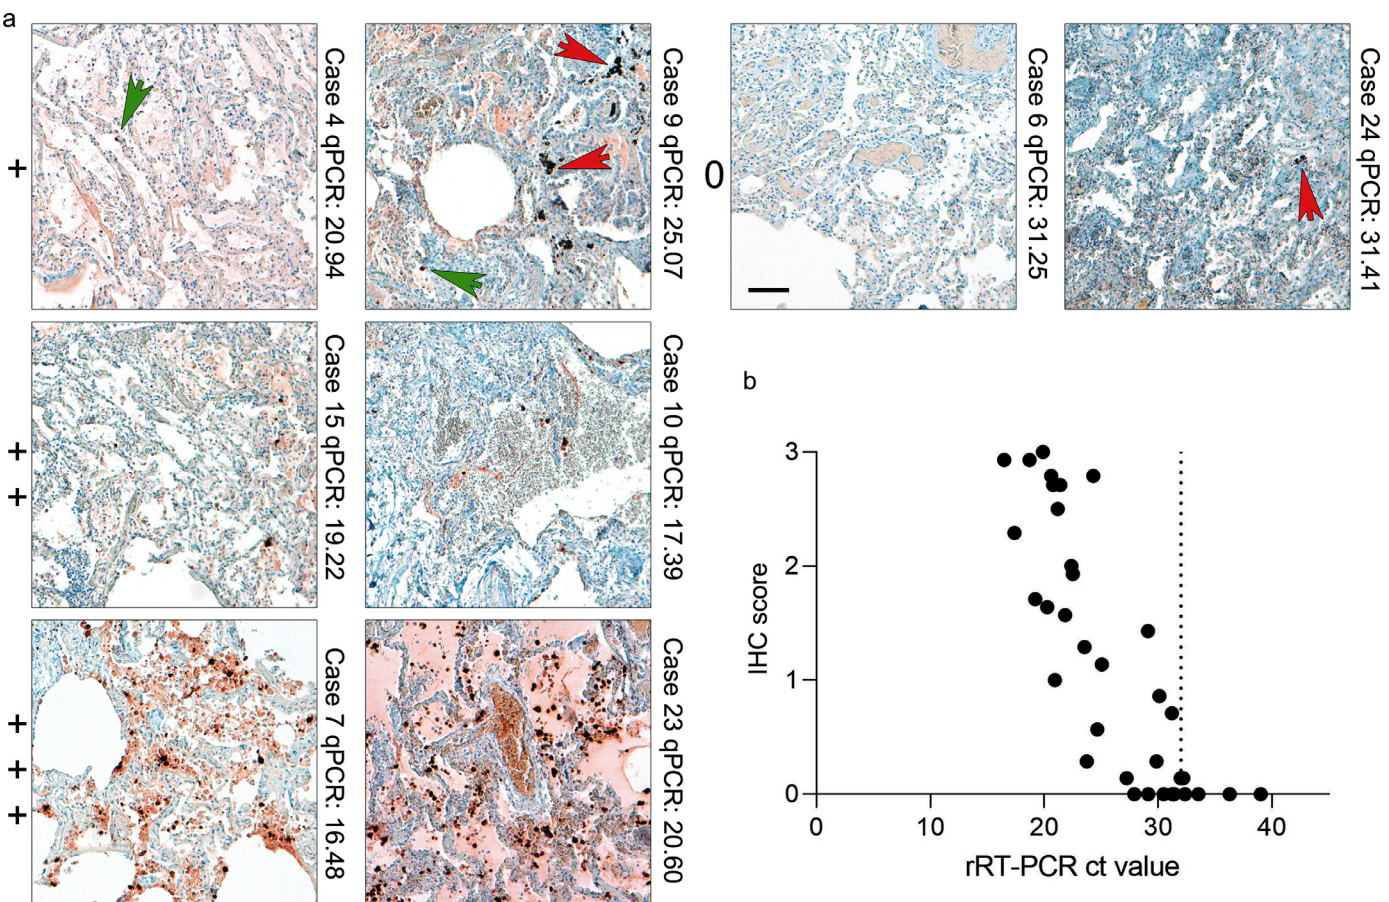 a
+
Case 4 qPCR: 20.94
Case 9 qPCR: 25.07
0
Case 6 qPCR: 31.25
Case 24 qPCR: 31.41
+
+
Case 15 qPCR: 19.22
Case 10 qPCR: 17.39
+
+
+
Case 7 qPCR: 16.48
Case 23 qPCR: 20.60
b
IHC score
3
2
1
0
0 10 20 30 40
rRT-PCR ct value